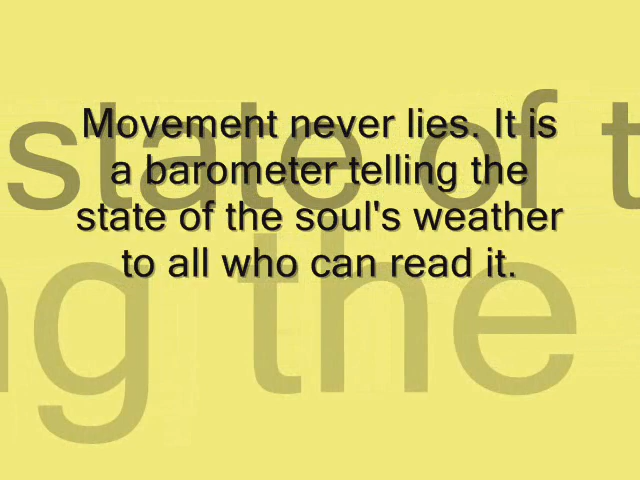 Movement never lies. It is
a barometer telling the
state of the soul's weather
to all who can read it.
state of t
ng the